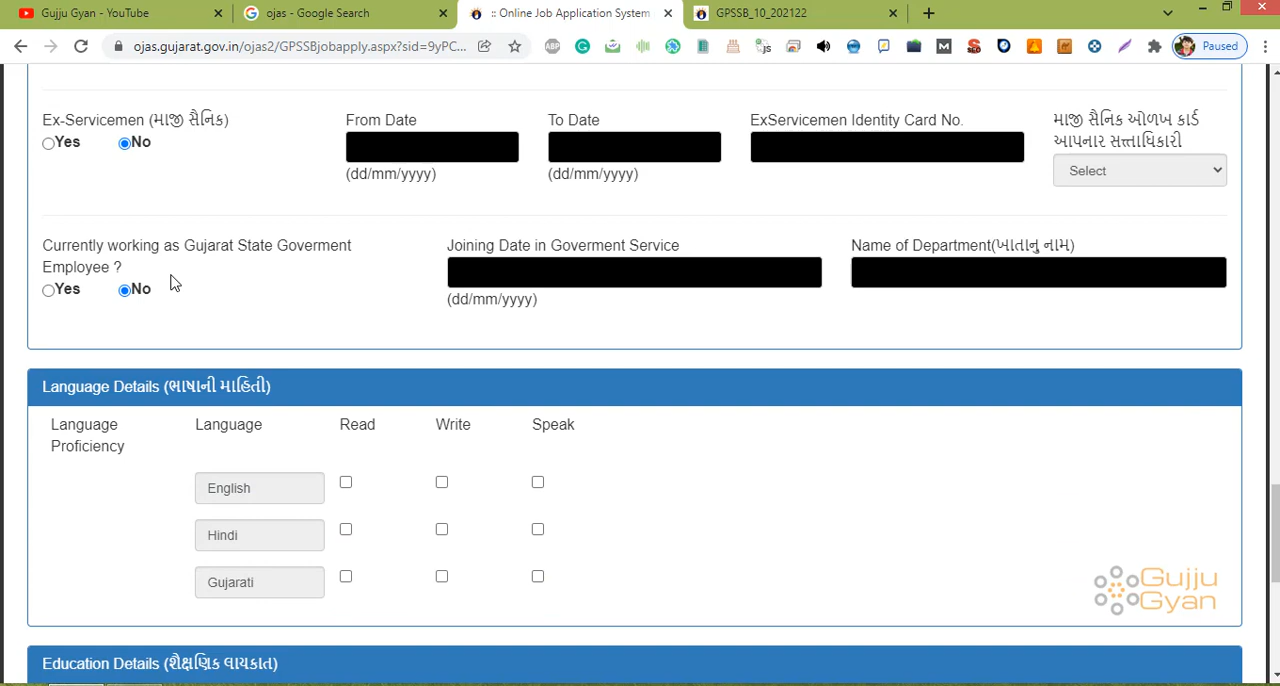 Gujju Gyan - YouTube
ojas - Google Search
:: Online Job Application System
GPSSB_10_202122
ojas.gujarat.gov.in/ojas2/GPSSBjobapply.aspx?sid=9yPC...
ABP
js
M
SEO
Paused
Ex-Servicemen (માજી સૈનિક)
From Date
To Date
ExServicemen Identity Card No.
માજી સૈનિક ઓળખ કાર્ડ
આપનાર સત્તાધિકારી
Yes
No
(dd/mm/yyyy)
(dd/mm/yyyy)
Select
Currently working as Gujarat State Goverment
Employee ?
Joining Date in Goverment Service
Name of Department(ખાતાનુ નામ)
Yes
No
(dd/mm/yyyy)
Language Details (ભાષાની માહિતી)
Language
Proficiency
Language
Read
Write
Speak
English
Hindi
Gujarati
Gujju
Gyan
Education Details (શૈક્ષણિક લાયકાત)